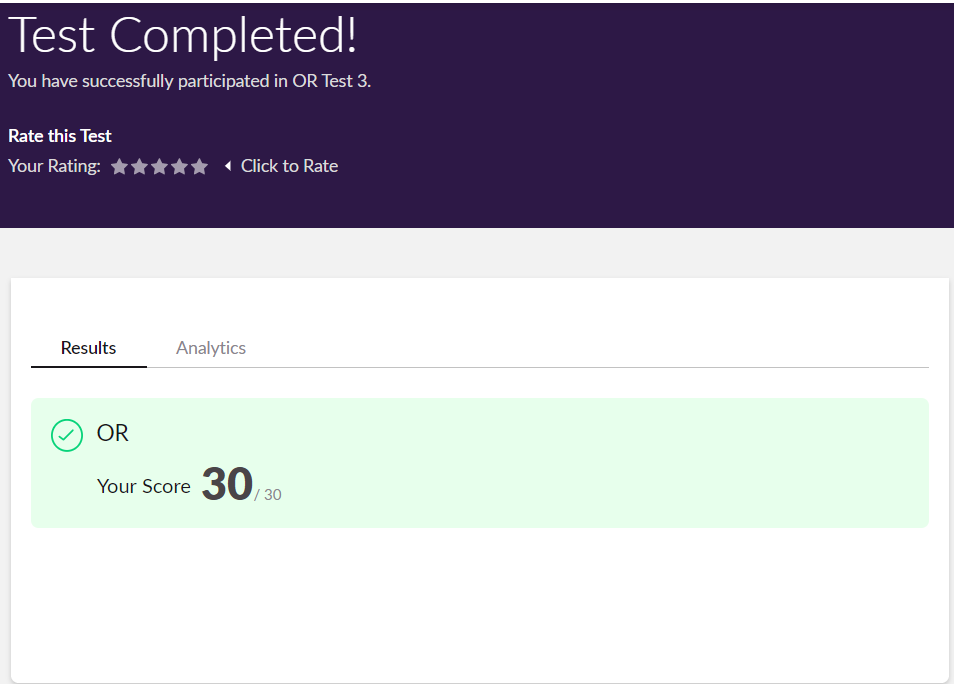 Test Completed!
You have successfully participated in OR Test 3.
Rate this Test
Your Rating: Click to Rate
Results Analytics
OR
Your Score 30 / 30